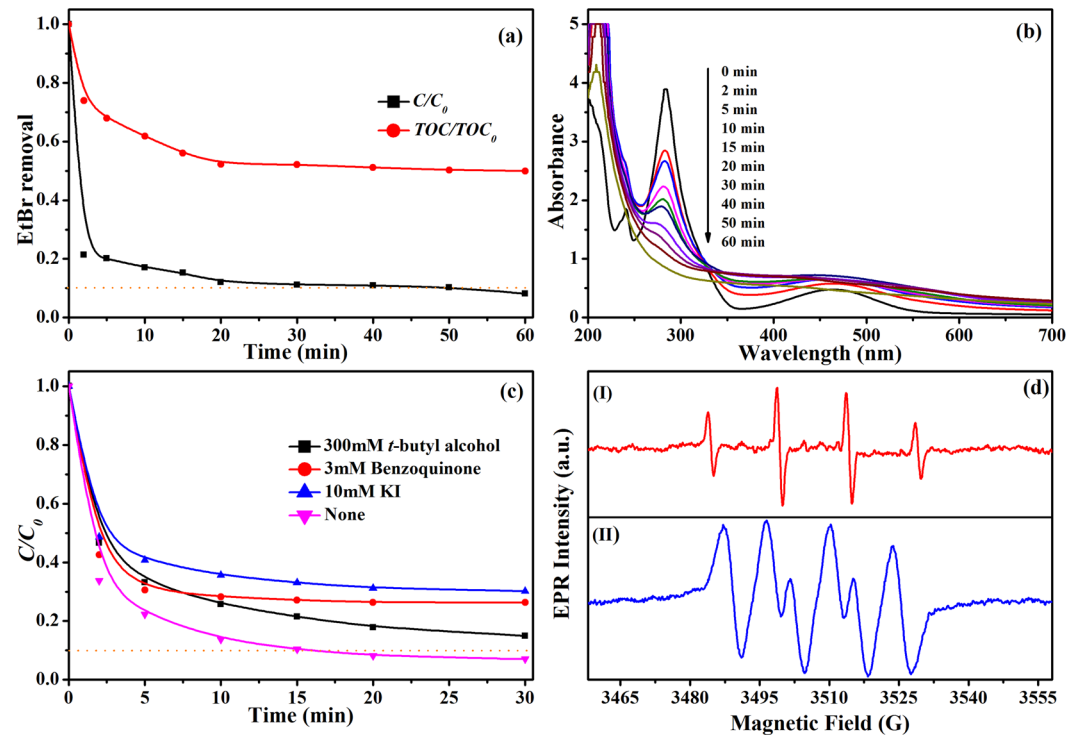 (a)
C/C0
TOC/TOC0
EtBr removal
1.0
0.8
0.6
0.4
0.2
0.0
0 10 20 30 40 50 60
Time (min)
(b)
0 min
2 min
5 min
10 min
15 min
20 min
30 min
40 min
50 min
60 min
Absorbance
5
4
3
2
1
0
200 300 400 500 600 700
Wavelength (nm)
(c)
300mM t-butyl alcohol
3mM Benzoquinone
10mM KI
None
C/C0
1.0
0.8
0.6
0.4
0.2
0.0
0 5 10 15 20 25 30
Time (min)
(d)
(I)
(II)
EPR Intensity (a.u.)
3465 3480 3495 3510 3525 3540 3555
Magnetic Field (G)